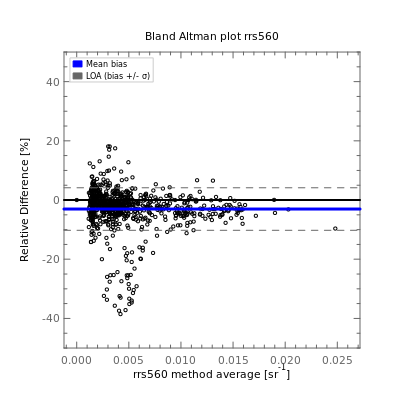 Bland Altman plot rrs560
Mean bias
LOA (bias +/- σ)
Relative Difference [%]
40
20
0
-20
-40
0.000 0.005 0.010 0.015 0.020 0.025
rrs560 method average [sr⁻¹]